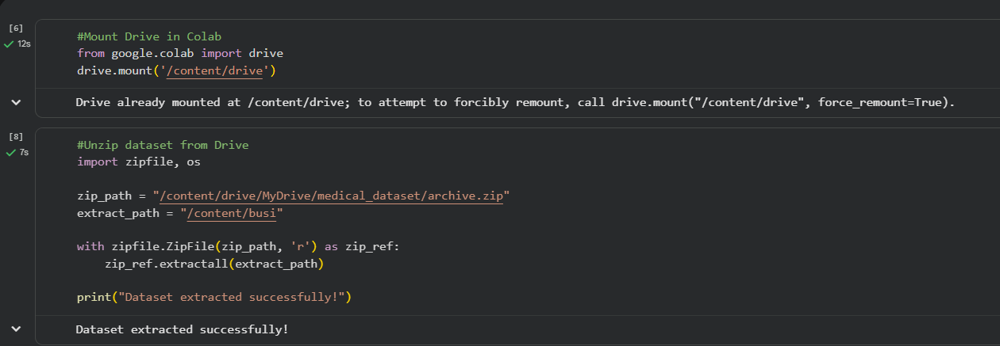 [6]
12s
#Mount Drive in Colab
from google.colab import drive
drive.mount('/content/drive')
Drive already mounted at /content/drive; to attempt to forcibly remount, call drive.mount("/content/drive", force_remount=True).
[8]
7s
#Unzip dataset from Drive
import zipfile, os
zip_path = "/content/drive/MyDrive/medical_dataset/archive.zip"
extract_path = "/content/busi"
with zipfile.ZipFile(zip_path, 'r') as zip_ref:
    zip_ref.extractall(extract_path)
print("Dataset extracted successfully!")
Dataset extracted successfully!